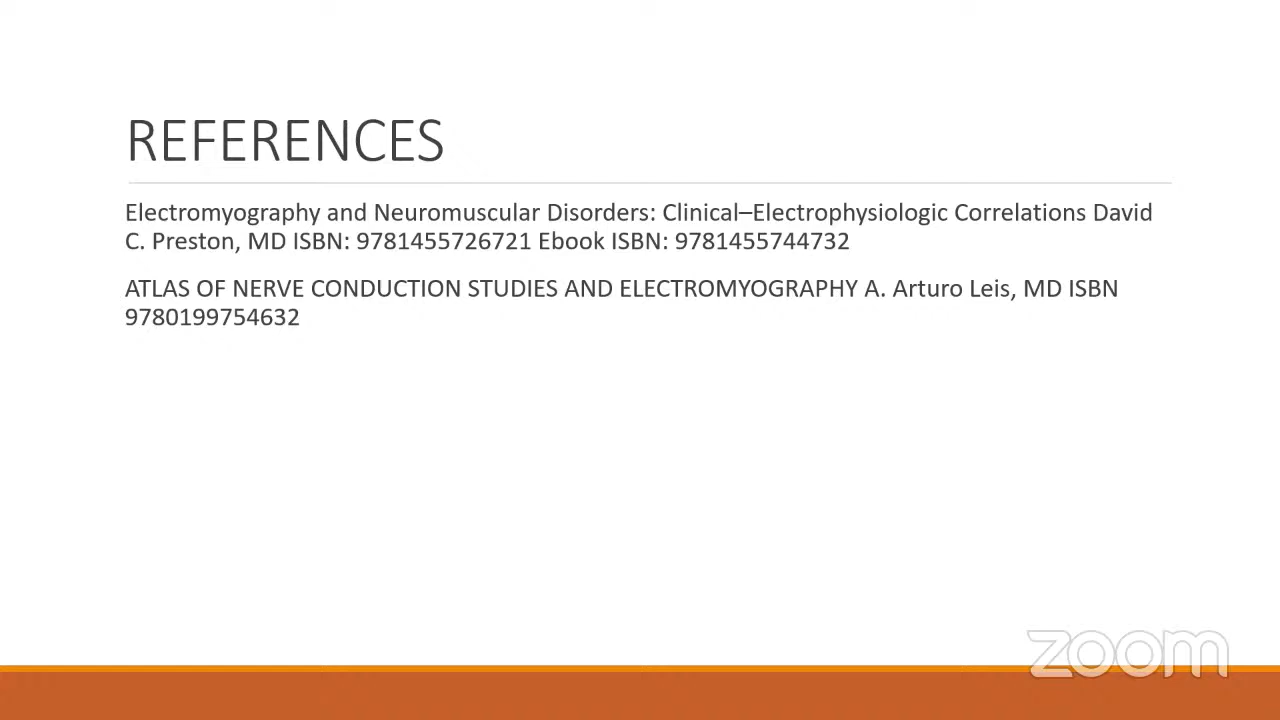 REFERENCES
Electromyography and Neuromuscular Disorders: Clinical–Electrophysiologic Correlations David
C. Preston, MD ISBN: 9781455726721 Ebook ISBN: 9781455744732
ATLAS OF NERVE CONDUCTION STUDIES AND ELECTROMYOGRAPHY A. Arturo Leis, MD ISBN
9780199754632
zoom